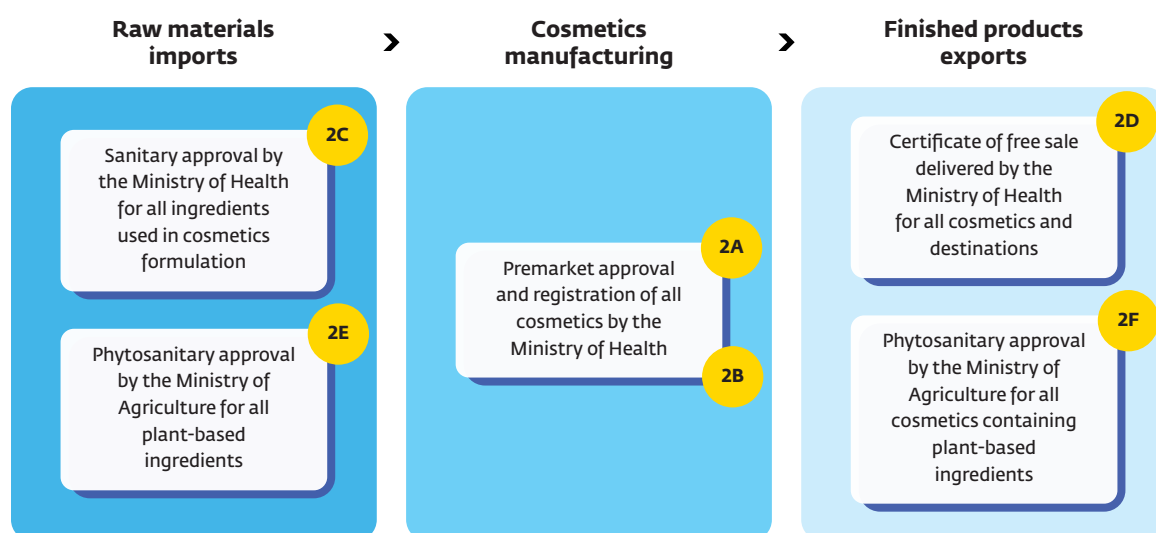 Raw materials
imports
>
Cosmetics
manufacturing
>
Finished products
exports
2C
Sanitary approval by
the Ministry of Health
for all ingredients
used in cosmetics
formulation
2E
Phytosanitary approval
by the Ministry of
Agriculture for all
plant-based
ingredients
2A
Premarket approval
and registration of all
cosmetics by the
Ministry of Health
2B
2D
Certificate of free sale
delivered by the
Ministry of Health
for all cosmetics and
destinations
2F
Phytosanitary approval
by the Ministry of
Agriculture for all
cosmetics containing
plant-based
ingredients